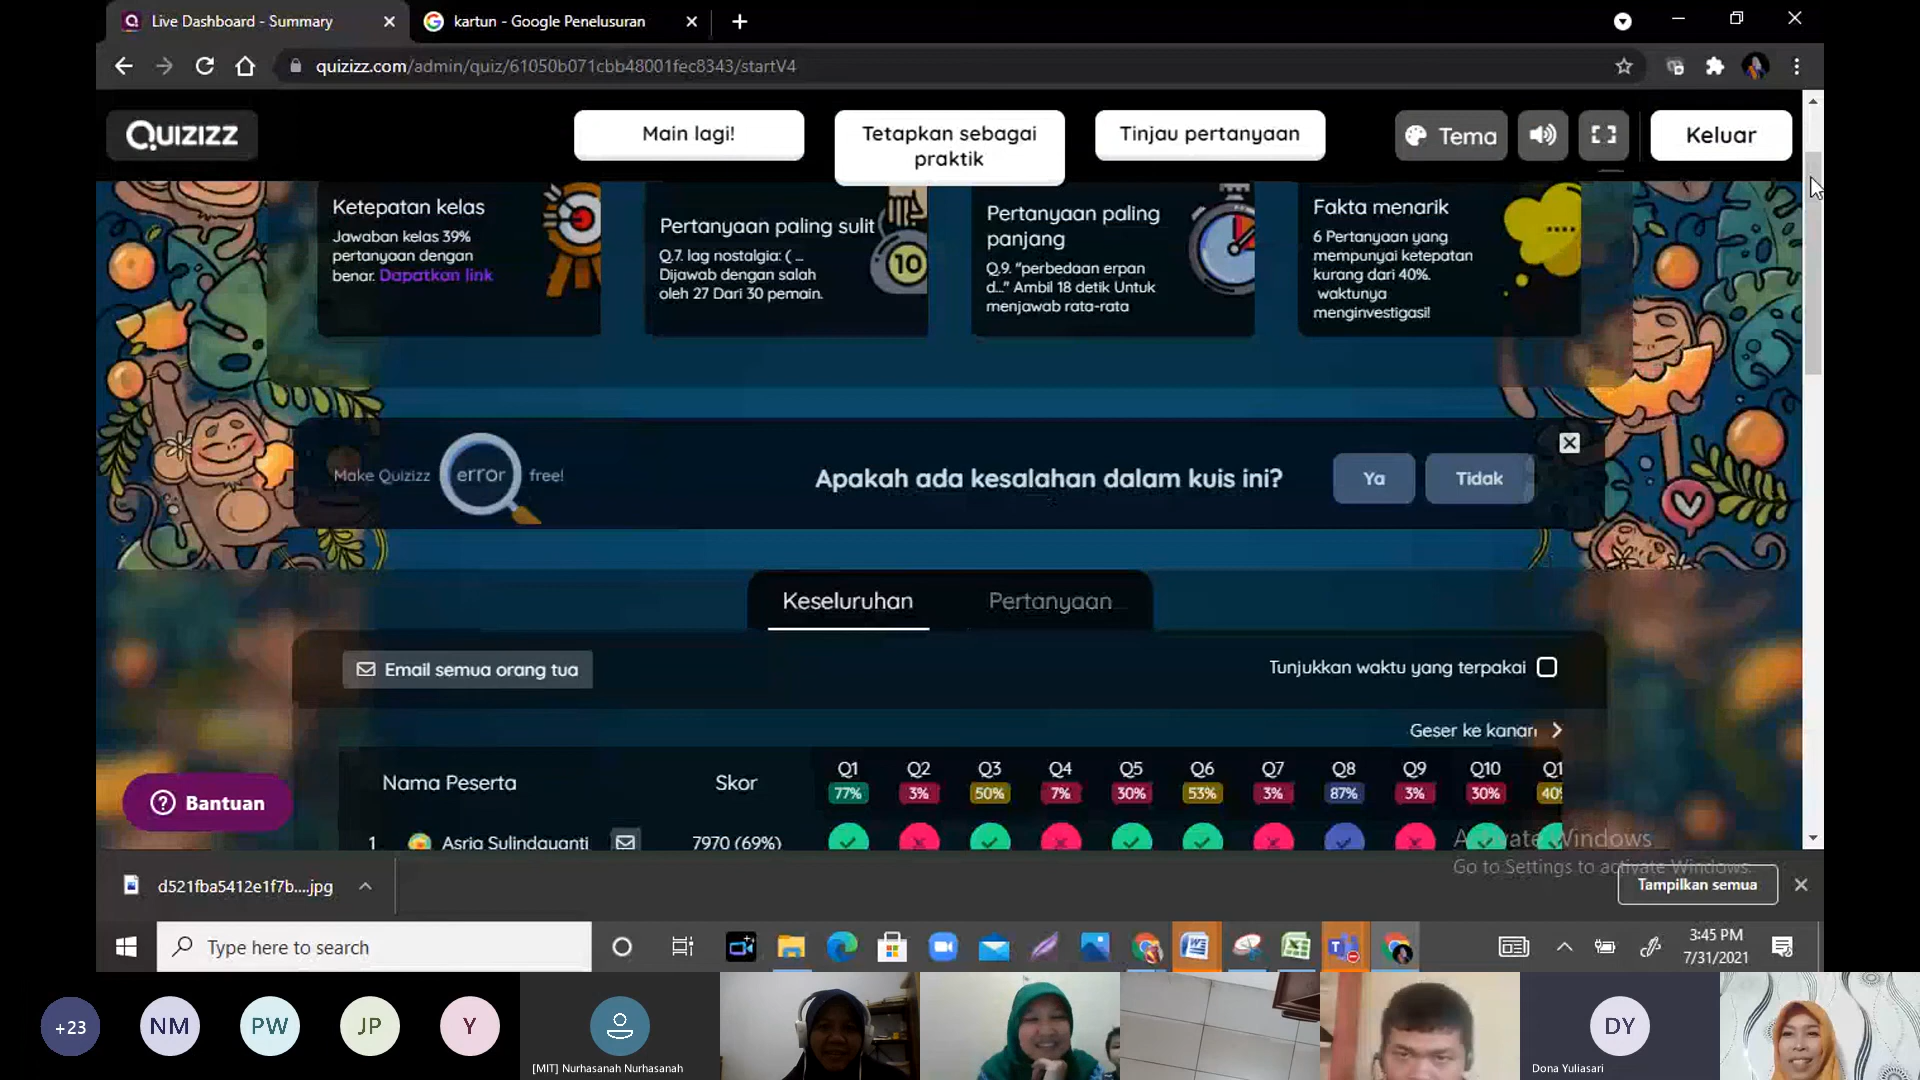 Live Dashboard - Summary
kartun - Google Penelusuran
quizizz.com/admin/quiz/61050b071cbb48001fec8343/startV4
QUIZIZZ
Main lagi!
Tetapkan sebagai
praktik
Tinjau pertanyaan
Tema
Keluar
Ketepatan kelas
Jawaban kelas 39%
pertanyaan dengan
benar. Dapatkan link
Pertanyaan paling sulit
Q.7. lag nostalgia: ( ...
Dijawab dengan salah
oleh 27 Dari 30 pemain.
10
Pertanyaan paling
panjang
Q.9. "perbedaan erpan
d..." Ambil 18 detik Untuk
menjawab rata-rata
Fakta menarik
6 Pertanyaan yang
mempunyai ketepatan
kurang dari 40%.
waktunya
menginvestigasi!
Make Quizizz error free!
Apakah ada kesalahan dalam kuis ini?
Ya
Tidak
Keseluruhan
Pertanyaan
Email semua orang tua
Tunjukkan waktu yang terpakai
Geser ke kanan
Nama Peserta
Skor
Q1 Q2 Q3 Q4 Q5 Q6 Q7 Q8 Q9 Q10 Q1
77% 3% 50% 7% 30% 53% 3% 87% 3% 30% 40%
Bantuan
1 Asria Sulindayanti 7970 (69%)
Activate Windows
Go to Settings to activate Windows.
d521fba5412e1f7b....jpg
Tampilkan semua
Type here to search
3:45 PM
7/31/2021
+23
NM
PW
JP
Y
[MIT] Nurhasanah Nurhasanah
DY
Dona Yuliasari